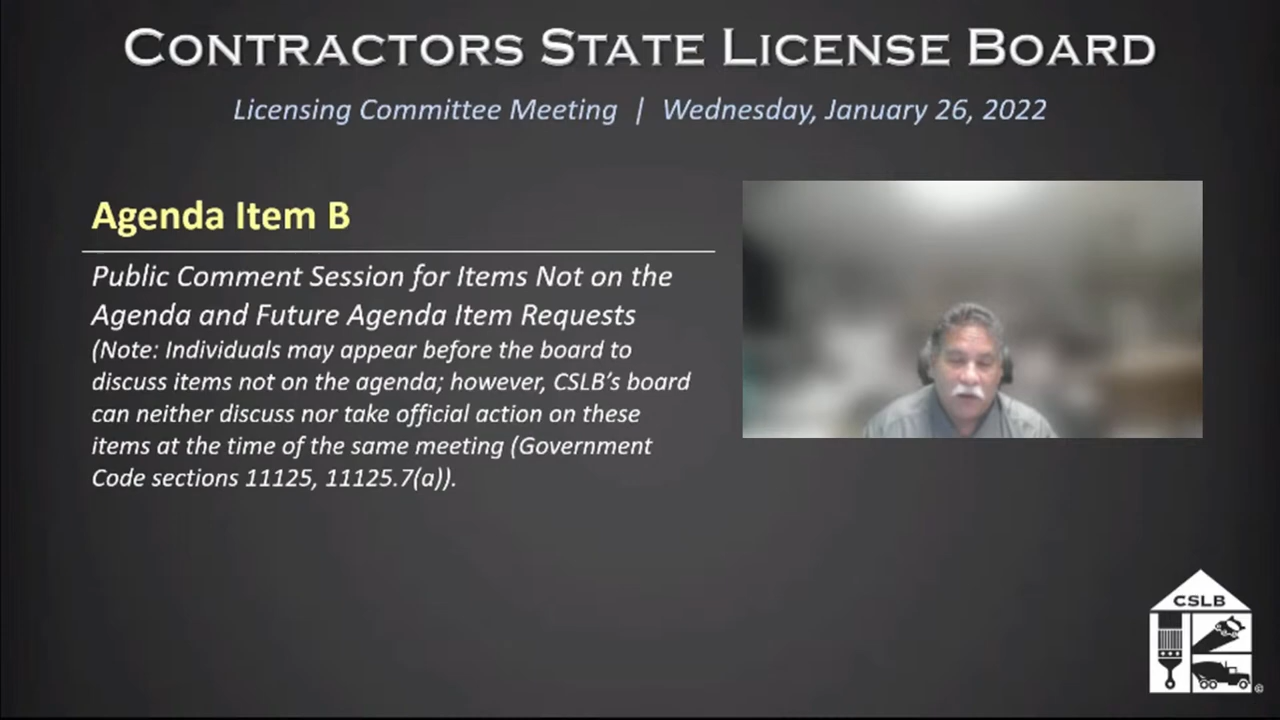 CONTRACTORS STATE LICENSE BOARD
Licensing Committee Meeting | Wednesday, January 26, 2022
Agenda Item B
Public Comment Session for Items Not on the
Agenda and Future Agenda Item Requests
(Note: Individuals may appear before the board to
discuss items not on the agenda; however, CSLB's board
can neither discuss nor take official action on these
items at the time of the same meeting (Government
Code sections 11125, 11125.7(a)).
CSLB
©